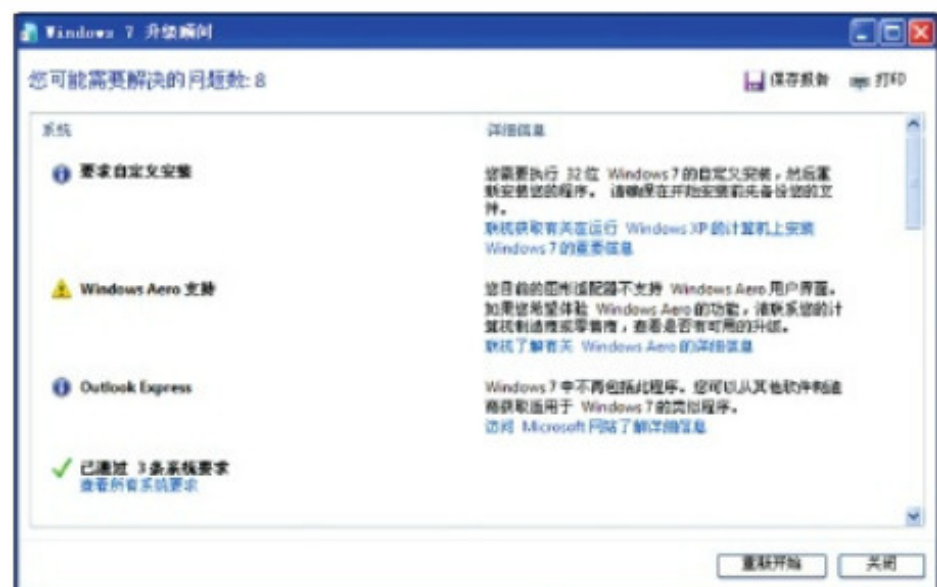 Windows 7 升级顾问
您可能需要解决的问题数: 8
保存报告
打印
系统
详细信息
要求自定义安装
您需要执行 32位 Windows 7 的自定义安装，然后重
新安装您的程序。 请确保在开始安装前先备份您的文
件。
联机获取有关在运行 Windows XP 的计算机上安装
Windows 7 的重要信息
Windows Aero 支持
您目前的图形适配器不支持 Windows Aero 用户界面。
如果您希望体验 Windows Aero 的功能，请联系您的计
算机制造商或零售商，查看是否有可用的升级。
联机了解有关 Windows Aero 的详细信息
Outlook Express
Windows 7 中不再包括此程序。您可以从其他软件制造
商获取适用于 Windows 7 的类似程序。
访问 Microsoft 网站了解详细信息
已通过 3 条系统要求
查看所有系统要求
重新开始
关闭